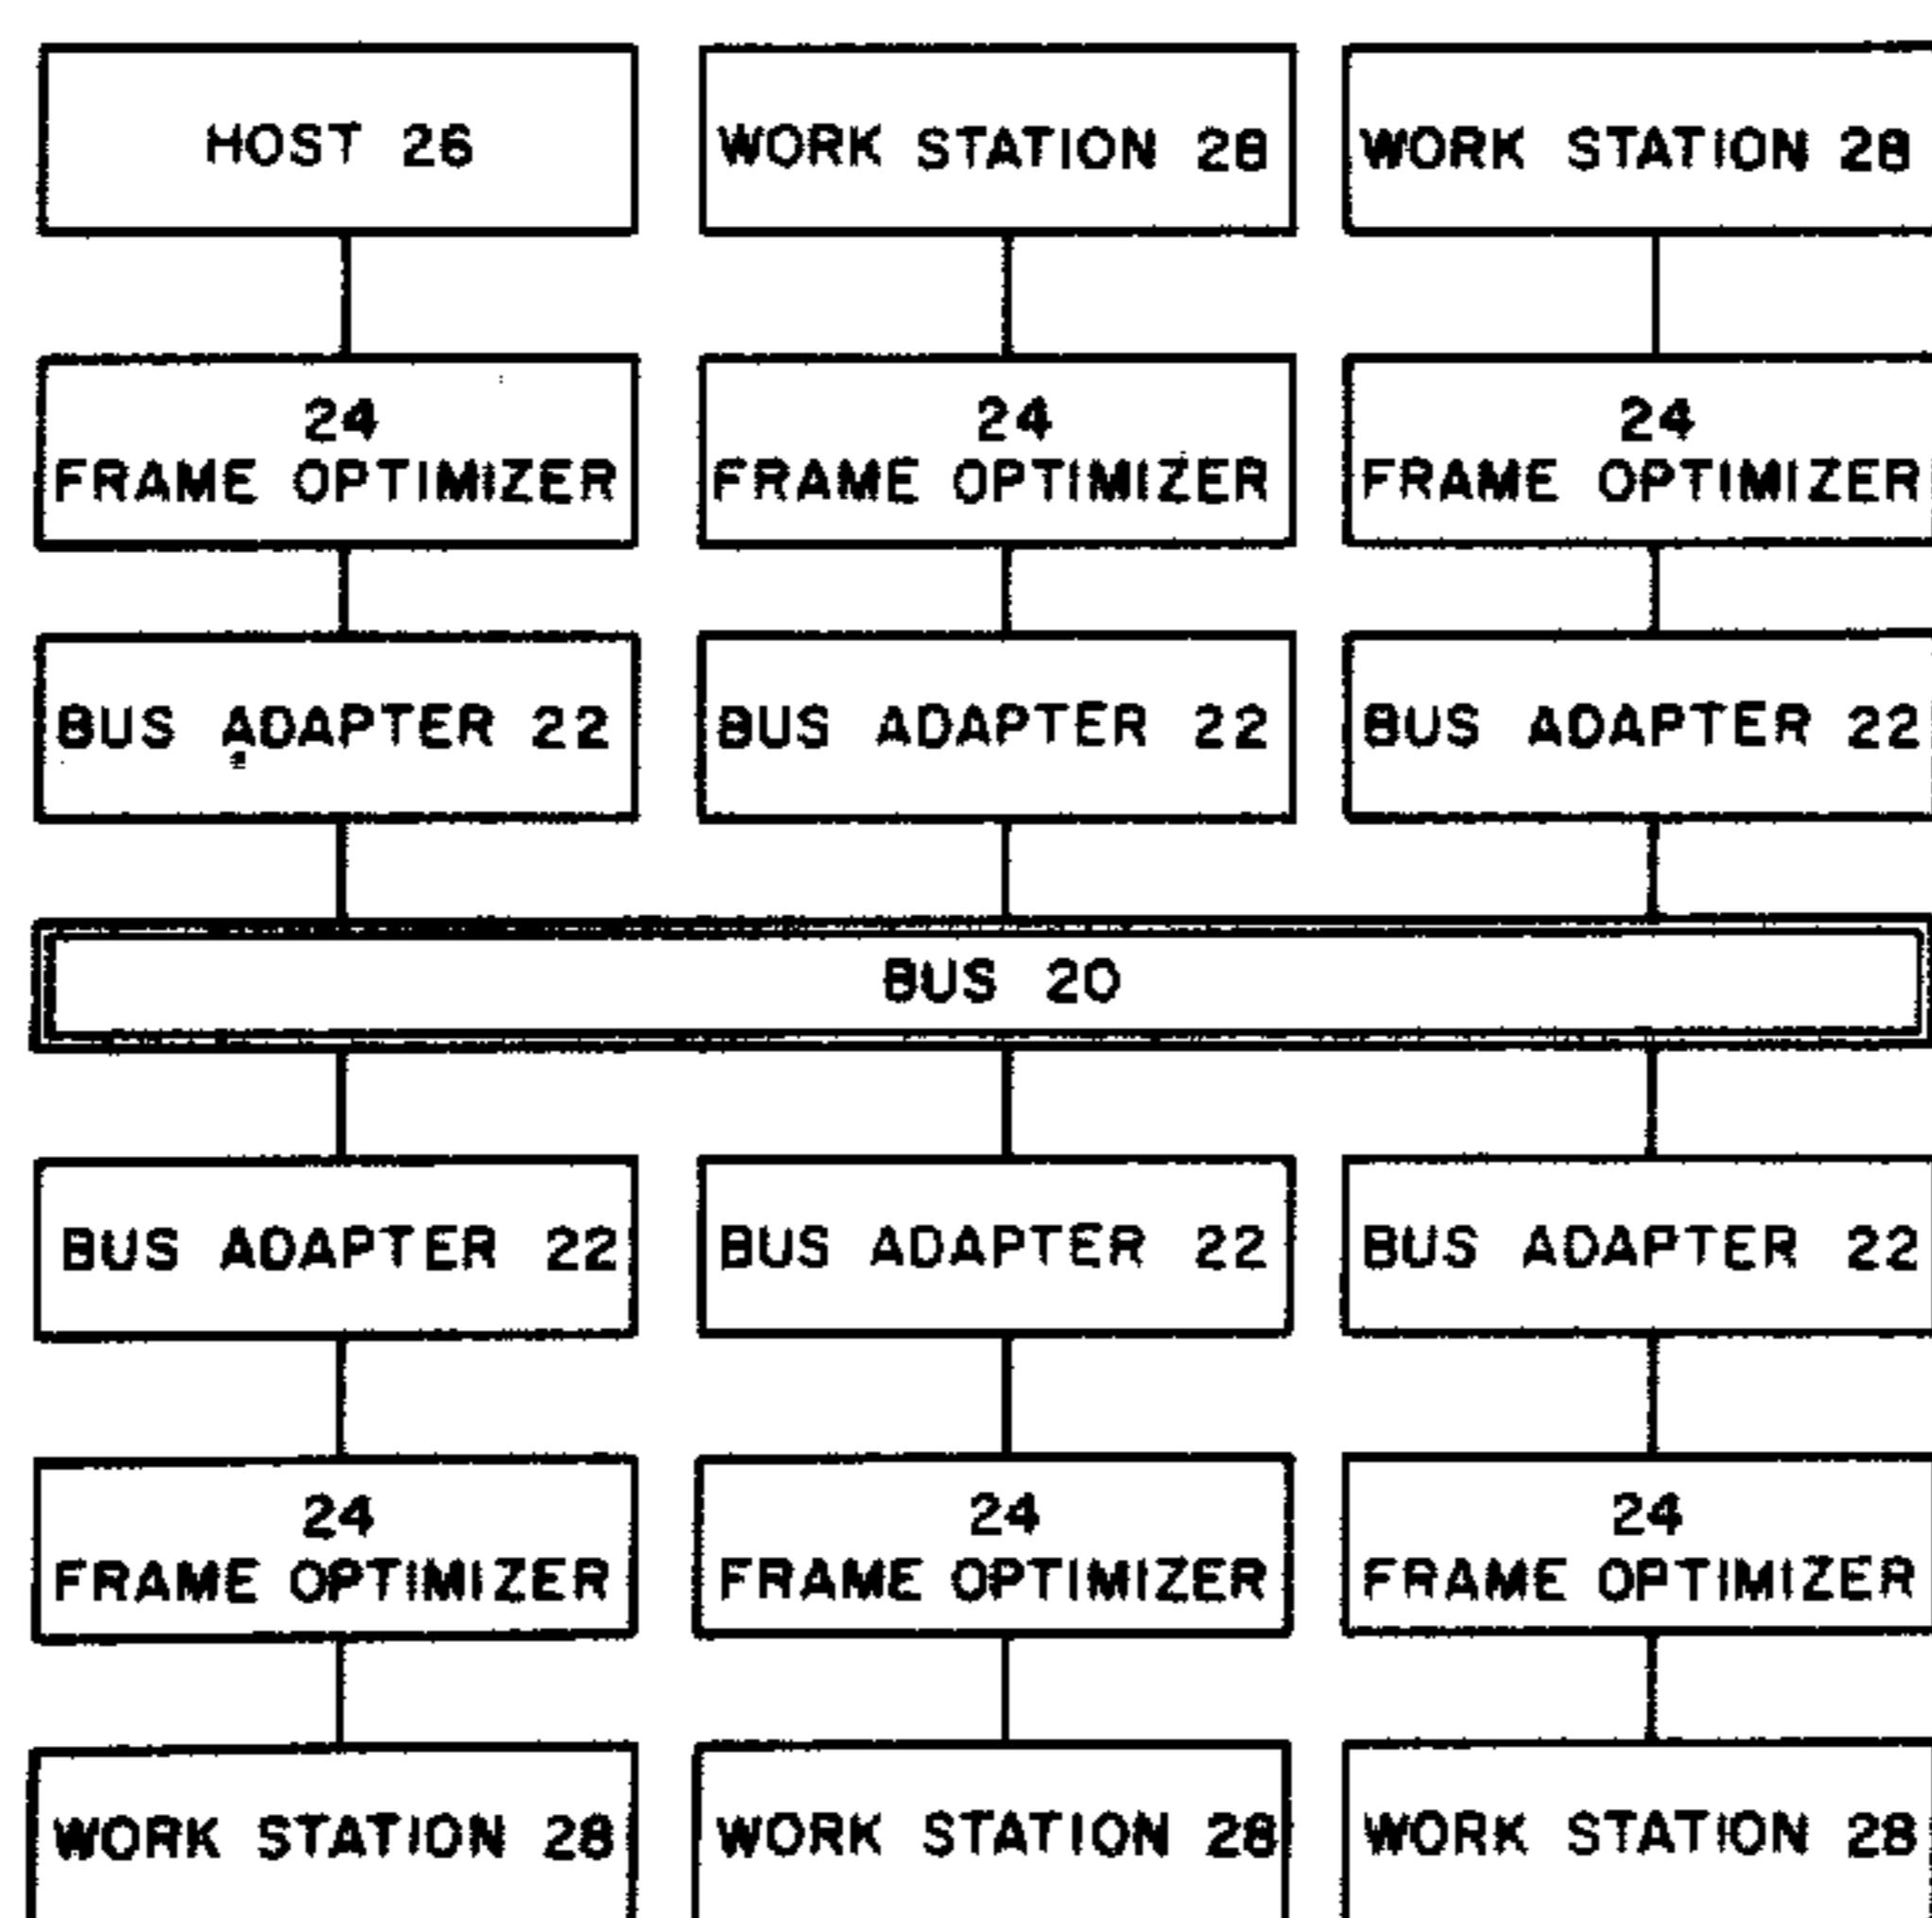 HOST 26
WORK STATION 28
WORK STATION 28
24
FRAME OPTIMIZER
24
FRAME OPTIMIZER
24
FRAME OPTIMIZER
BUS ADAPTER 22
BUS ADAPTER 22
BUS ADAPTER 22
BUS 20
BUS ADAPTER 22
BUS ADAPTER 22
BUS ADAPTER 22
24
FRAME OPTIMIZER
24
FRAME OPTIMIZER
24
FRAME OPTIMIZER
WORK STATION 28
WORK STATION 28
WORK STATION 28